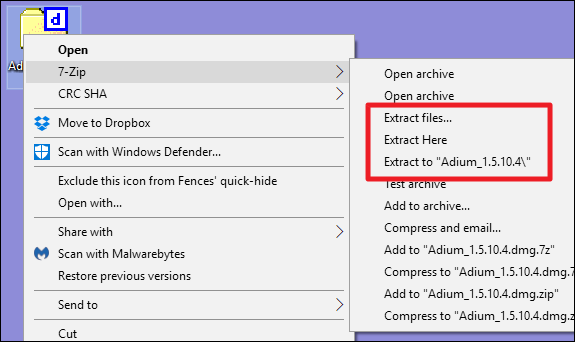 d
Open
7-Zip
CRC SHA
Move to Dropbox
Scan with Windows Defender...
Exclude this icon from Fences' quick-hide
Open with...
Share with
Scan with Malwarebytes
Restore previous versions
Send to
Cut
Open archive
Open archive
Extract files...
Extract Here
Extract to "Adium_1.5.10.4\"
Test archive
Add to archive...
Compress and email...
Add to "Adium_1.5.10.4.dmg.7z"
Compress to "Adium_1.5.10.4.dmg.7
Add to "Adium_1.5.10.4.dmg.zip"
Compress to "Adium_1.5.10.4.dmg.z